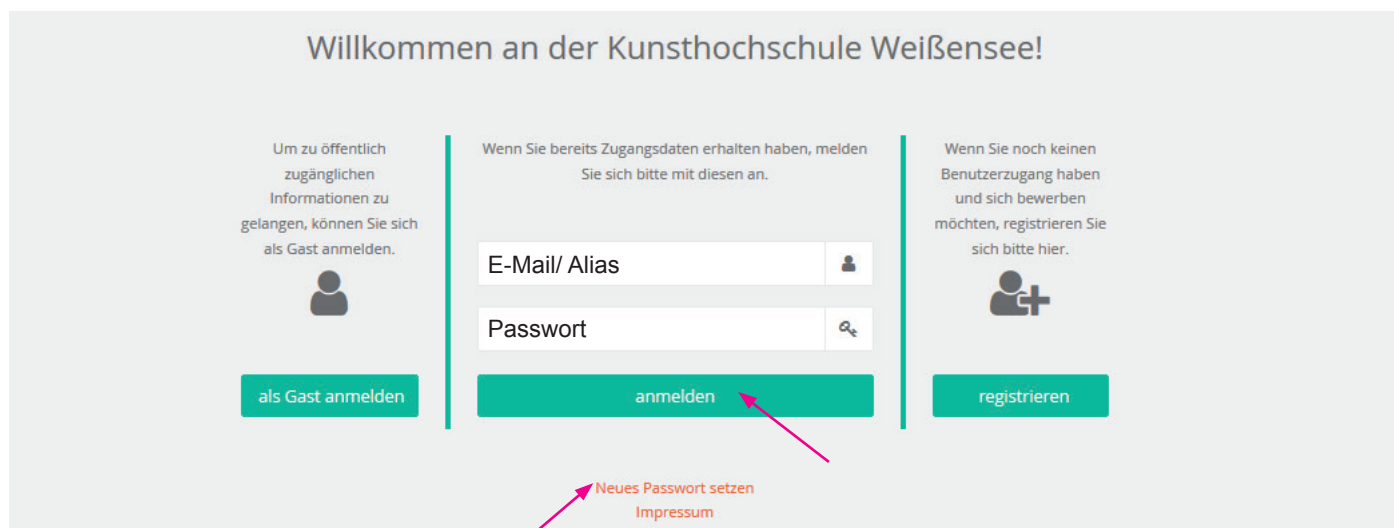 Willkommen an der Kunsthochschule Weißensee!
Um zu öffentlich
zugänglichen
Informationen zu
gelangen, können Sie sich
als Gast anmelden.
als Gast anmelden
Wenn Sie bereits Zugangsdaten erhalten haben, melden
Sie sich bitte mit diesen an.
E-Mail/ Alias
Passwort
anmelden
Wenn Sie noch keinen
Benutzerzugang haben
und sich bewerben
möchten, registrieren Sie
sich bitte hier.
registrieren
Neues Passwort setzen
Impressum